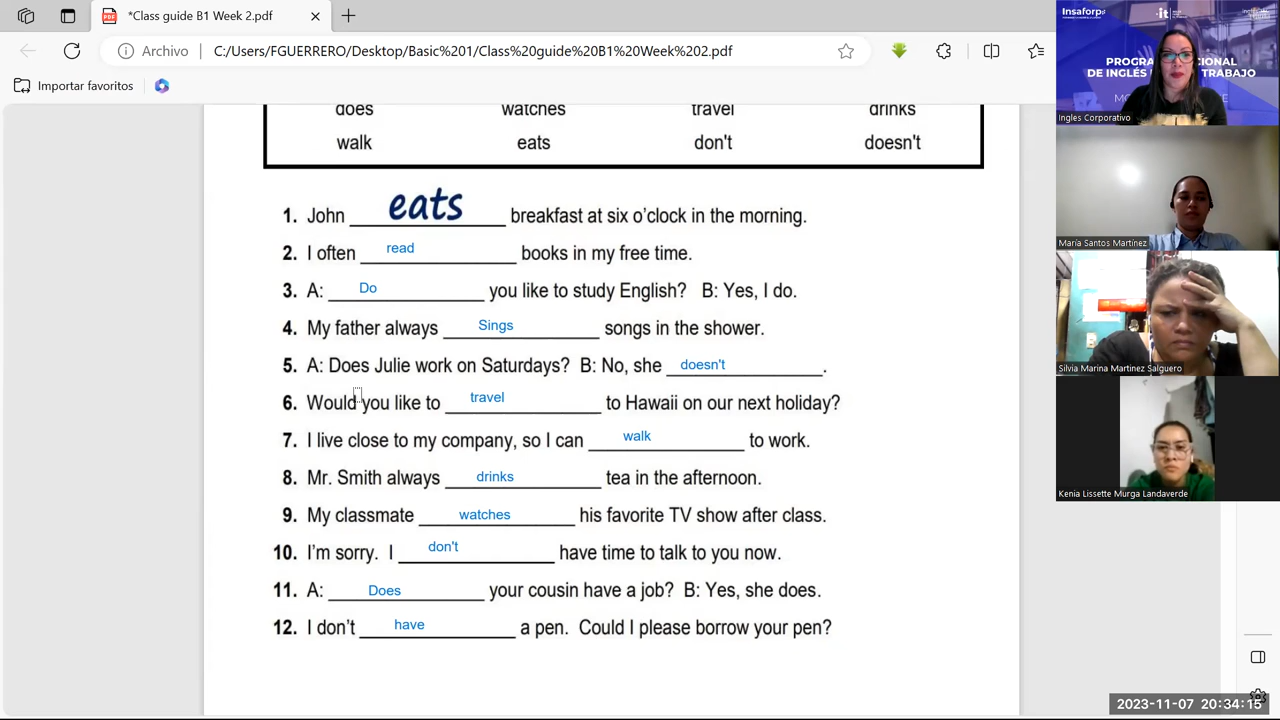 *Class guide B1 Week 2.pdf
Archivo C:/Users/FGUERRERO/Desktop/Basic%201/Class%20guide%20B1%20Week%202.pdf
Importar favoritos
does watches travel drinks
walk eats don't doesn't
1. John eats breakfast at six o'clock in the morning.
2. I often read books in my free time.
3. A: Do you like to study English? B: Yes, I do.
4. My father always Sings songs in the shower.
5. A: Does Julie work on Saturdays? B: No, she doesn't.
6. Would you like to travel to Hawaii on our next holiday?
7. I live close to my company, so I can walk to work.
8. Mr. Smith always drinks tea in the afternoon.
9. My classmate watches his favorite TV show after class.
10. I'm sorry. I don't have time to talk to you now.
11. A: Does your cousin have a job? B: Yes, she does.
12. I don't have a pen. Could I please borrow your pen?
Insaforp
Ingles Corporativo
María Santos Martínez
Silvia Marina Martinez Salguero
Kenia Lissette Murga Landaverde
2023-11-07 20:34:15